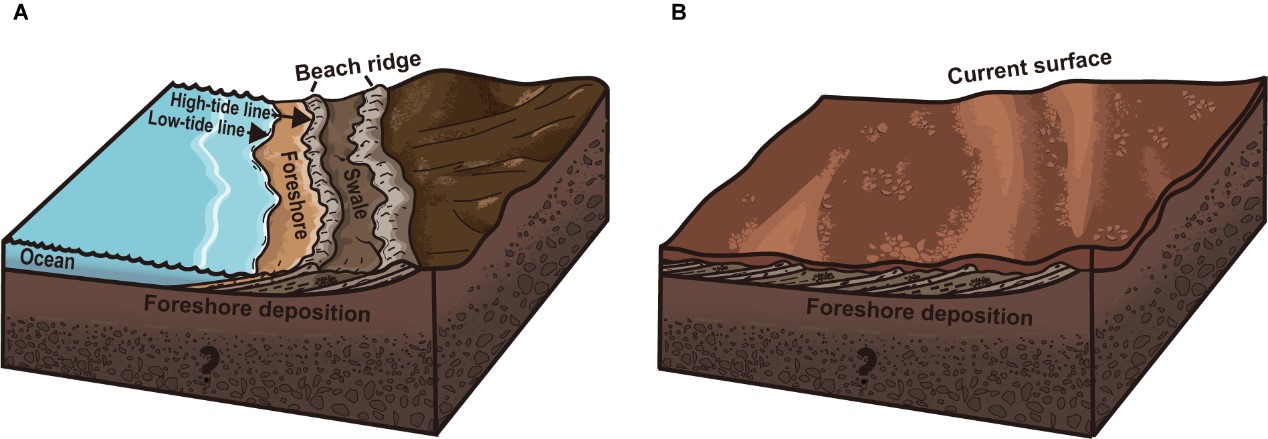 A
Beach ridge
High-tide line
Low-tide line
Foreshore
Swale
Ocean
Foreshore deposition
?
B
Current surface
Foreshore deposition
?